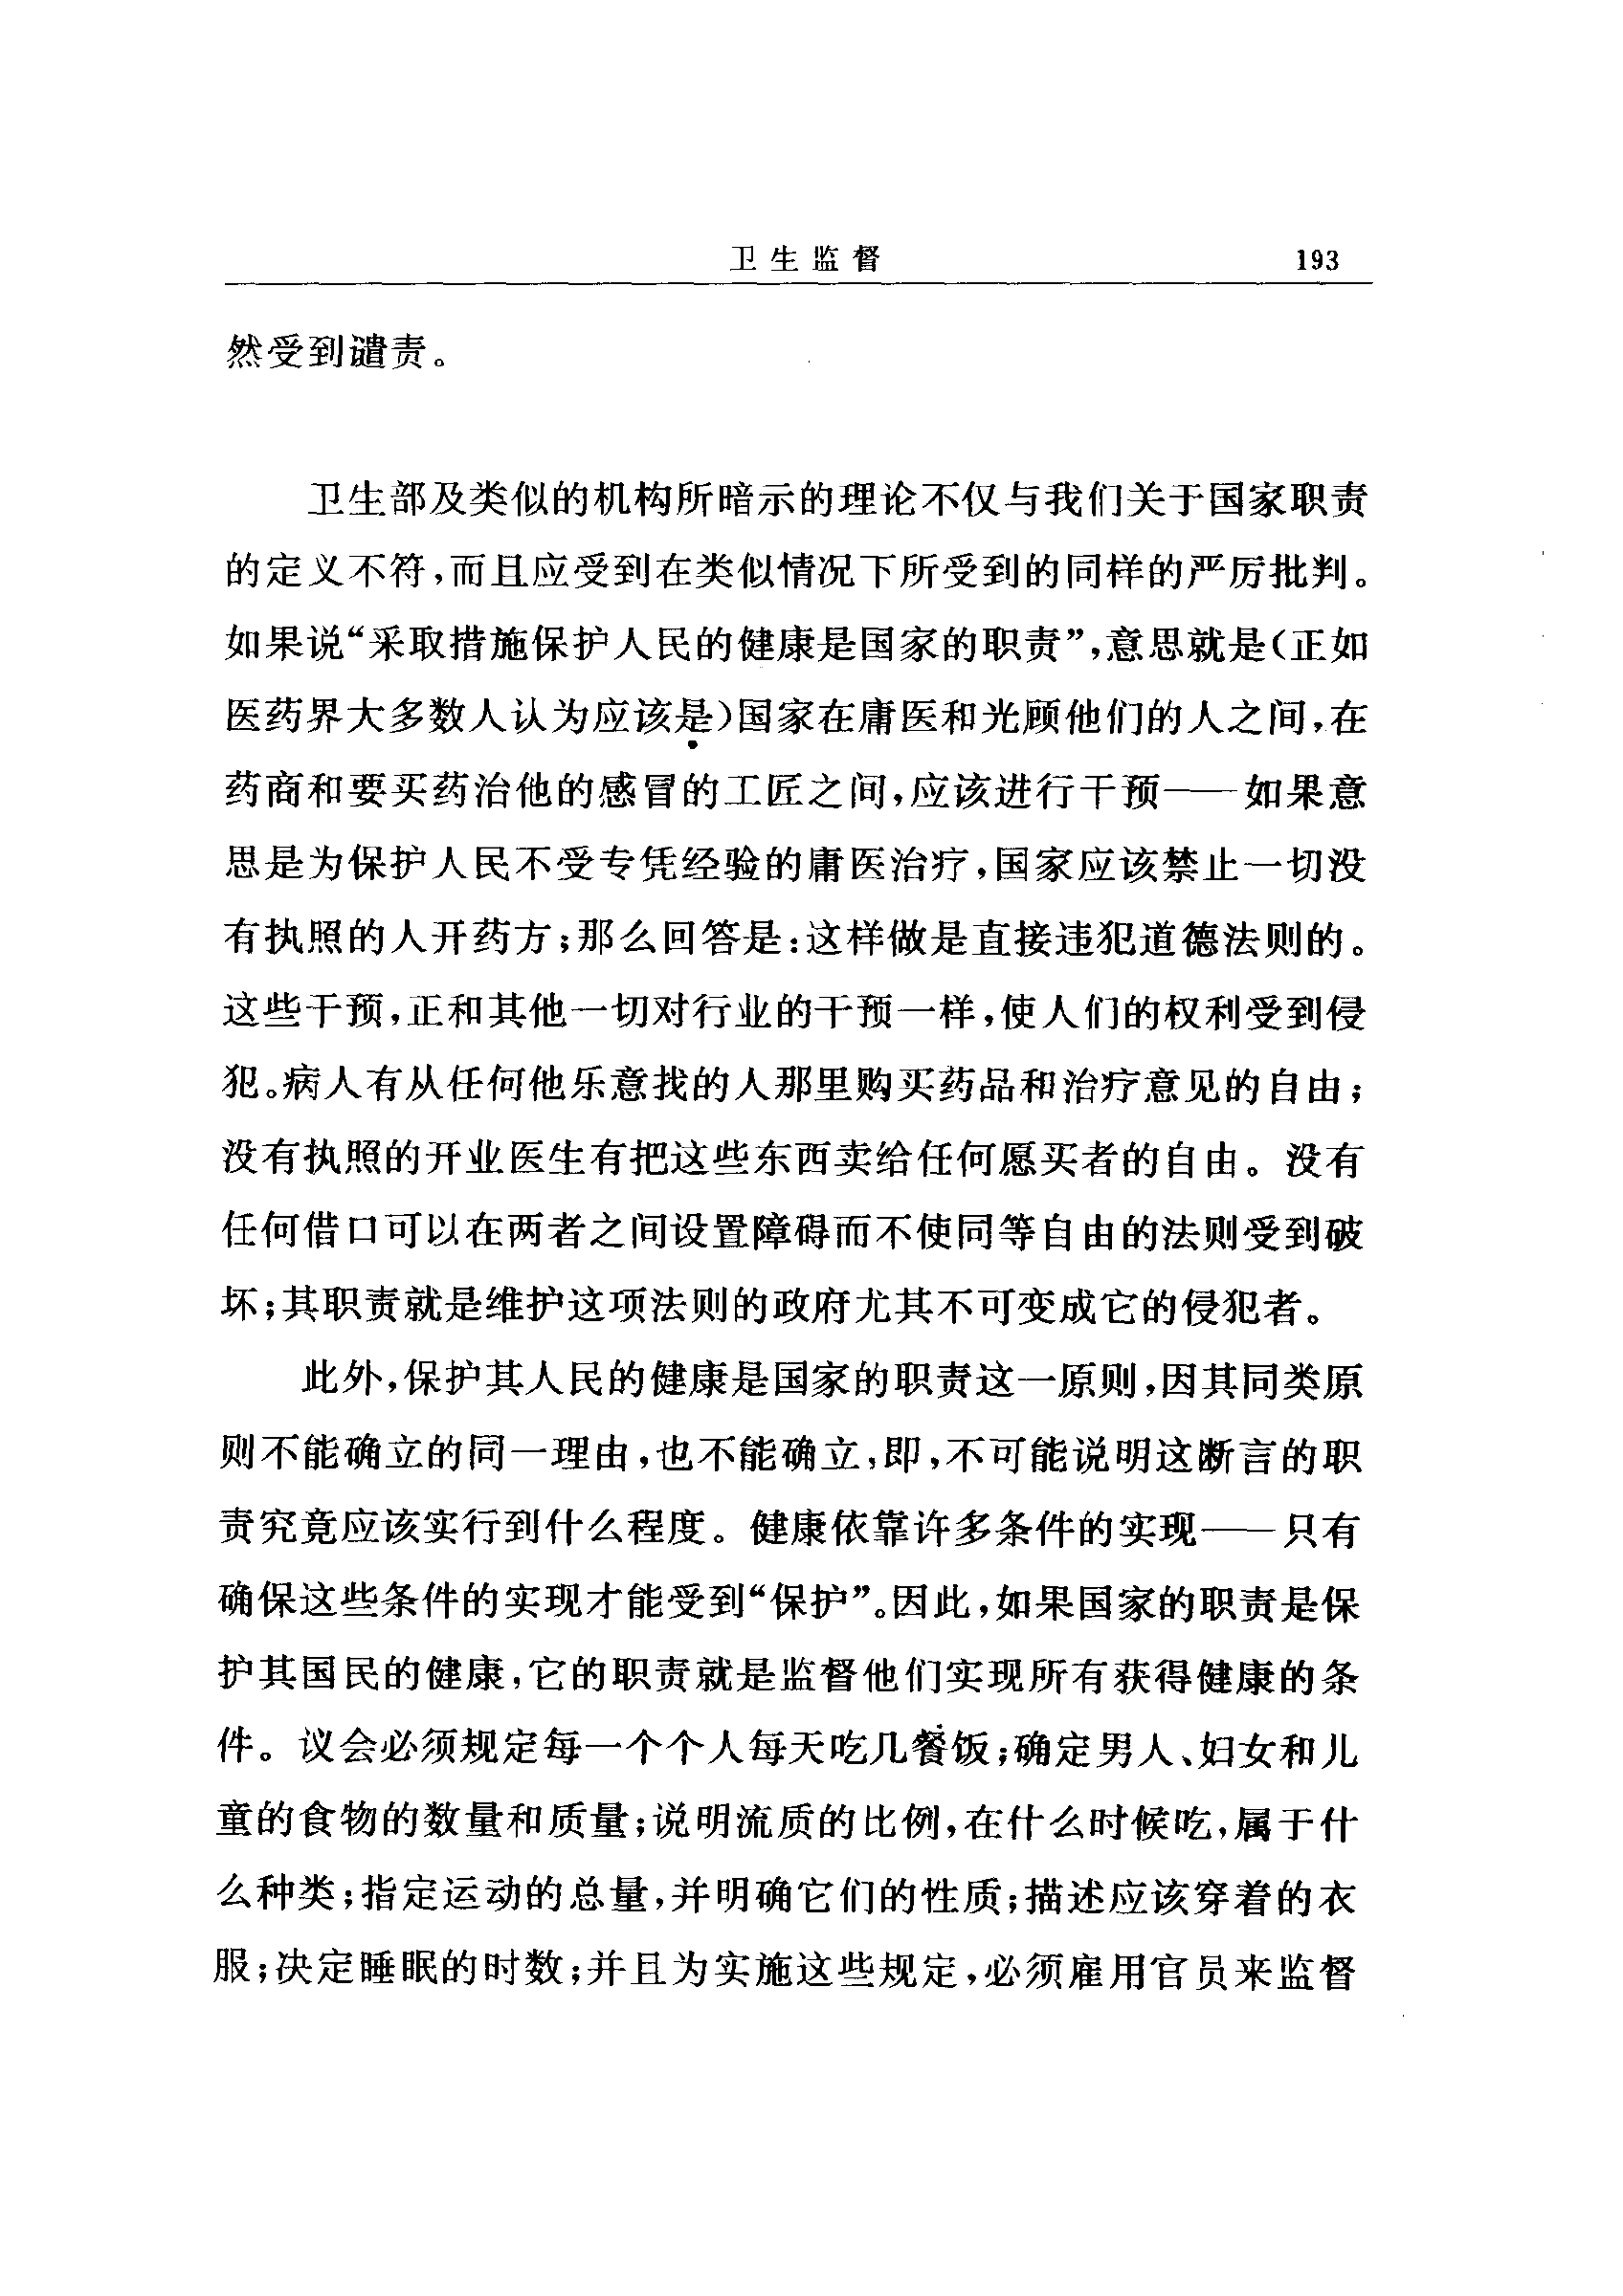 卫生监督 193
然受到谴责。
卫生部及类似的机构所暗示的理论不仅与我们关于国家职责
的定义不符，而且应受到在类似情况下所受到的同样的严厉批判。
如果说“采取措施保护人民的健康是国家的职责”，意思就是（正如
医药界大多数人认为应该是）国家在庸医和光顾他们的人之间，在
药商和要买药治他的感冒的工匠之间，应该进行干预——如果意
思是为保护人民不受专凭经验的庸医治疗，国家应该禁止一切没
有执照的人开药方；那么回答是：这样做是直接违犯道德法则的。
这些干预，正和其他一切对行业的干预一样，使人们的权利受到侵
犯。病人有从任何他乐意找的人那里购买药品和治疗意见的自由；
没有执照的开业医生有把这些东西卖给任何愿买者的自由。没有
任何借口可以在两者之间设置障碍而不使同等自由的法则受到破
坏；其职责就是维护这项法则的政府尤其不可变成它的侵犯者。
此外，保护其人民的健康是国家的职责这一原则，因其同类原
则不能确立的同一理由，也不能确立，即，不可能说明这断言的职
责究竟应该实行到什么程度。健康依靠许多条件的实现——只有
确保这些条件的实现才能受到“保护”。因此，如果国家的职责是保
护其国民的健康，它的职责就是监督他们实现所有获得健康的条
件。议会必须规定每一个个人每天吃几餐饭；确定男人、妇女和儿
童的食物的数量和质量；说明流质的比例，在什么时候吃，属于什
么种类；指定运动的总量，并明确它们的性质；描述应该穿着的衣
服；决定睡眠的时数；并且为实施这些规定，必须雇用官员来监督